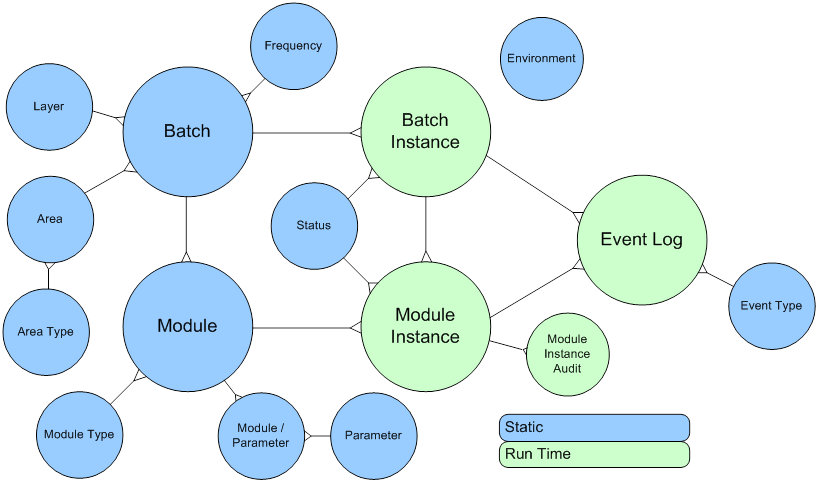 Frequency
Environment
Layer
Batch
Batch
Instance
Area
Status
Event Log
Area Type
Module
Module
Instance
Event Type
Module
Instance
Audit
Module Type
Module /
Parameter
Parameter
Static
Run Time